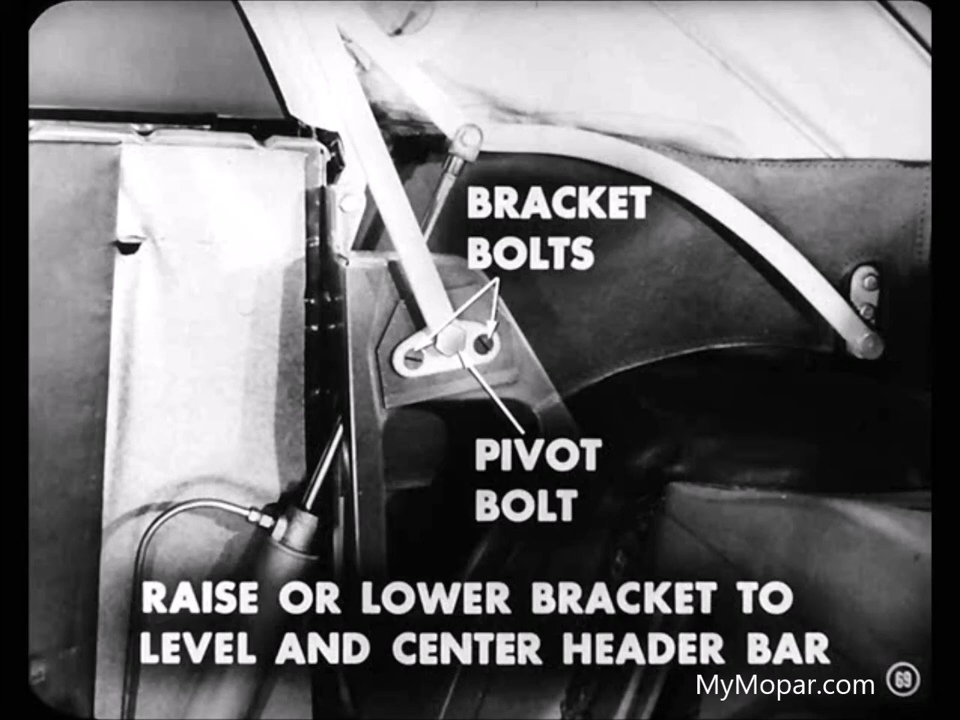 BRACKET
BOLTS
PIVOT
BOLT
RAISE OR LOWER BRACKET TO
LEVEL AND CENTER HEADER BAR
MyMopar.com
69